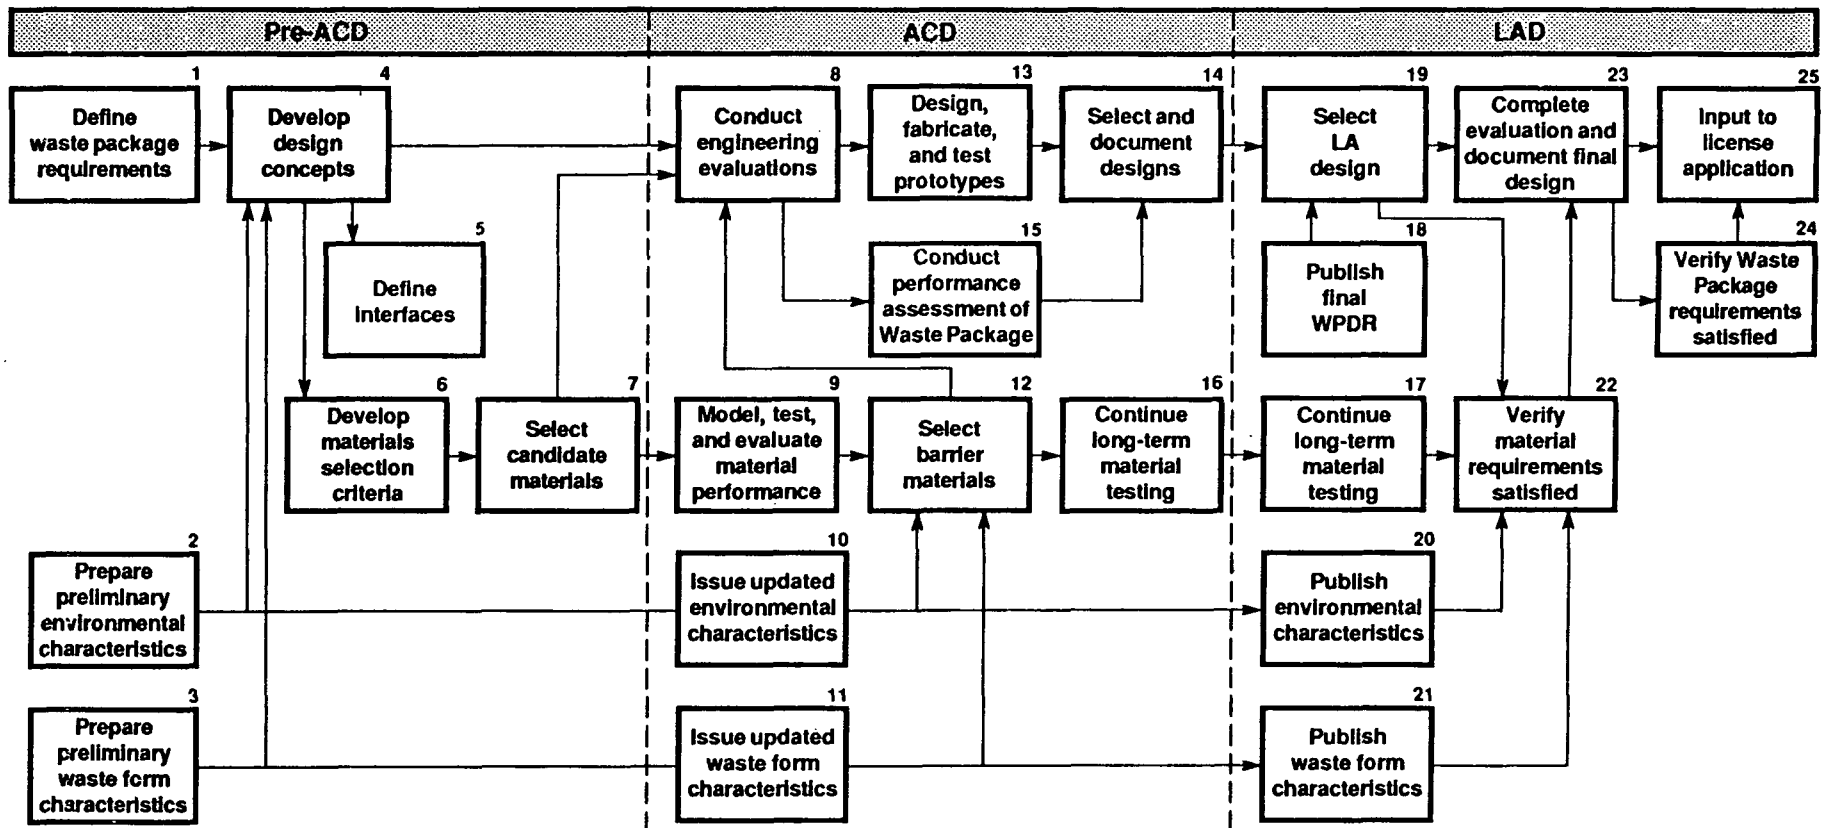 Pre-ACD
ACD
LAD
1
Define
waste package
requirements
4
Develop
design
concepts
8
Conduct
engineering
evaluations
13
Design,
fabricate,
and test
prototypes
14
Select and
document
designs
19
Select
LA
design
23
Complete
evaluation and
document final
design
25
Input to
license
application
5
Define
interfaces
15
Conduct
performance
assessment of
Waste Package
18
Publish
final
WPDR
24
Verify Waste
Package
requirements
satisfied
6
Develop
materials
selection
criteria
7
Select
candidate
materials
9
Model, test,
and evaluate
material
performance
12
Select
barrier
materials
16
Continue
long-term
material
testing
17
Continue
long-term
material
testing
22
Verify
material
requirements
satisfied
2
Prepare
preliminary
environmental
characteristics
10
Issue updated
environmental
characteristics
20
Publish
environmental
characteristics
3
Prepare
preliminary
waste form
characteristics
11
Issue updated
waste form
characteristics
21
Publish
waste form
characteristics